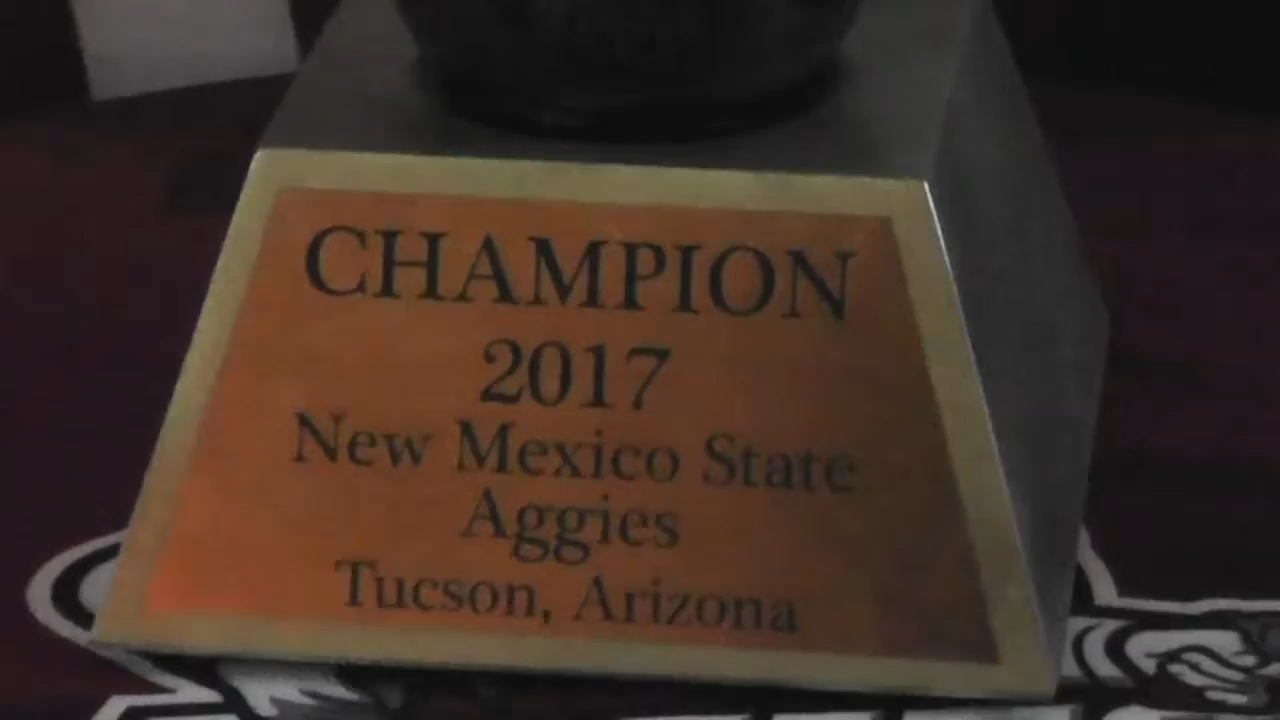 CHAMPION
2017
New Mexico State
Aggies
Tucson, Arizona